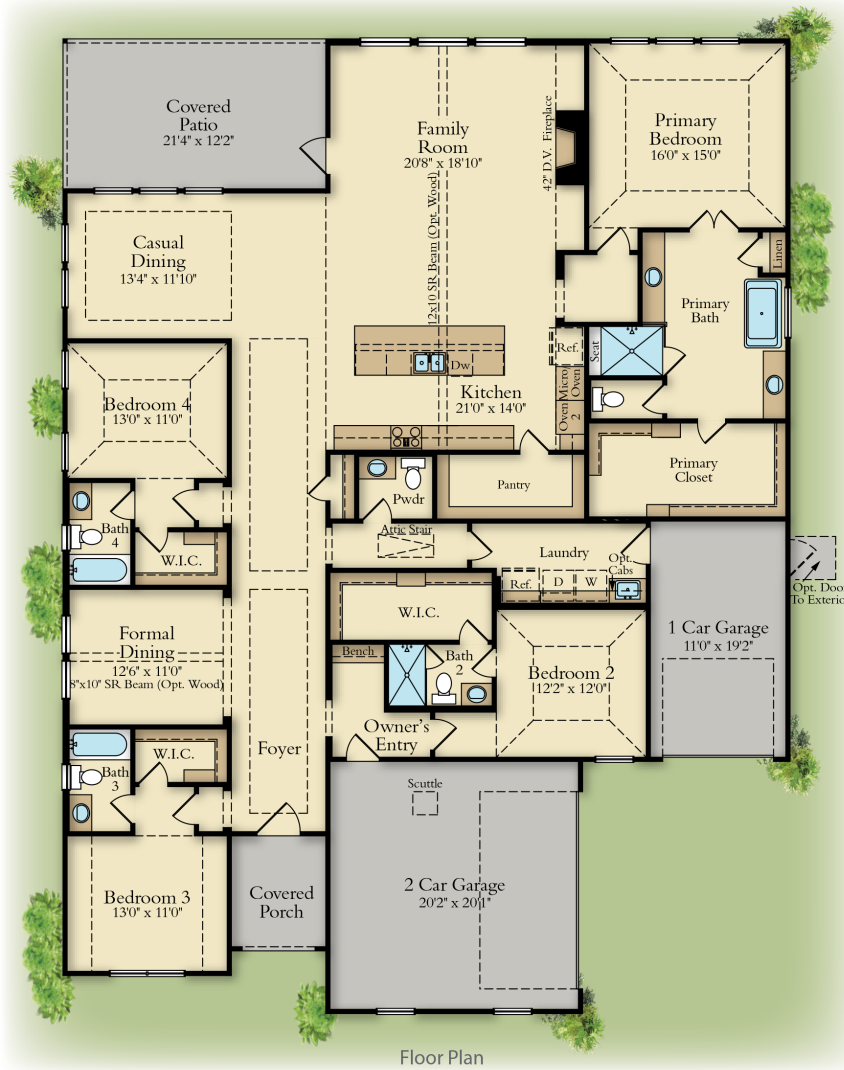 Covered
Patio
21'4" x 12'2"
Family
Room
20'8" x 18'10"
42" D.V. Fireplace
Primary
Bedroom
16'0" x 15'0"
Casual
Dining
13'4" x 11'10"
12x10 SR Beam (Opt. Wood)
Linen
Primary
Bath
Seat
Ref.
Dw
Micro
Oven
Oven
2
Kitchen
21'0" x 14'0"
Bedroom 4
13'0" x 11'0"
Primary
Closet
Pantry
Pwdr
Bath
4
W.I.C.
Attic Stair
Laundry
Opt.
Cabs
Ref.
D
W
Opt. Doo
To Exterio
W.I.C.
1 Car Garage
11'0" x 19'2"
Formal
Dining
12'6" x 11'0"
8"x10" SR Beam (Opt. Wood)
Bench
Bath
2
Bedroom 2
12'2" x 12'0"
Owner's
Entry
Foyer
W.I.C.
Bath
3
Scuttle
Bedroom 3
13'0" x 11'0"
Covered
Porch
2 Car Garage
20'2" x 20'1"
Floor Plan